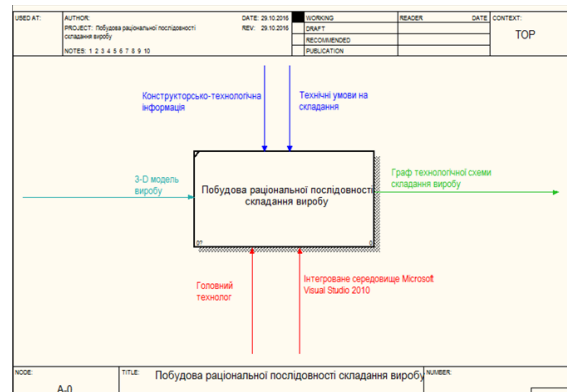 USED AT:
AUTHOR:
DATE: 29.10.2016
WORKING
READER
DATE
CONTEXT:
PROJECT: Побудова раціональної послідовності
складання виробу
REV: 29.10.2016
DRAFT
TOP
RECOMMENDED
NOTES: 1 2 3 4 5 6 7 8 9 10
PUBLICATION
Конструкторсько-технологічна
інформація
Технічні умови на
складання
3-D модель
виробу
Побудова раціональної послідовності
складання виробу
Граф технологічної схеми
складання виробу
0?
0
Головний
технолог
Інтегроване середовище Microsoft
Visual Studio 2010
NODE:
TITLE:
Побудова раціональної послідовності складання виробу
NUMBER:
A-0